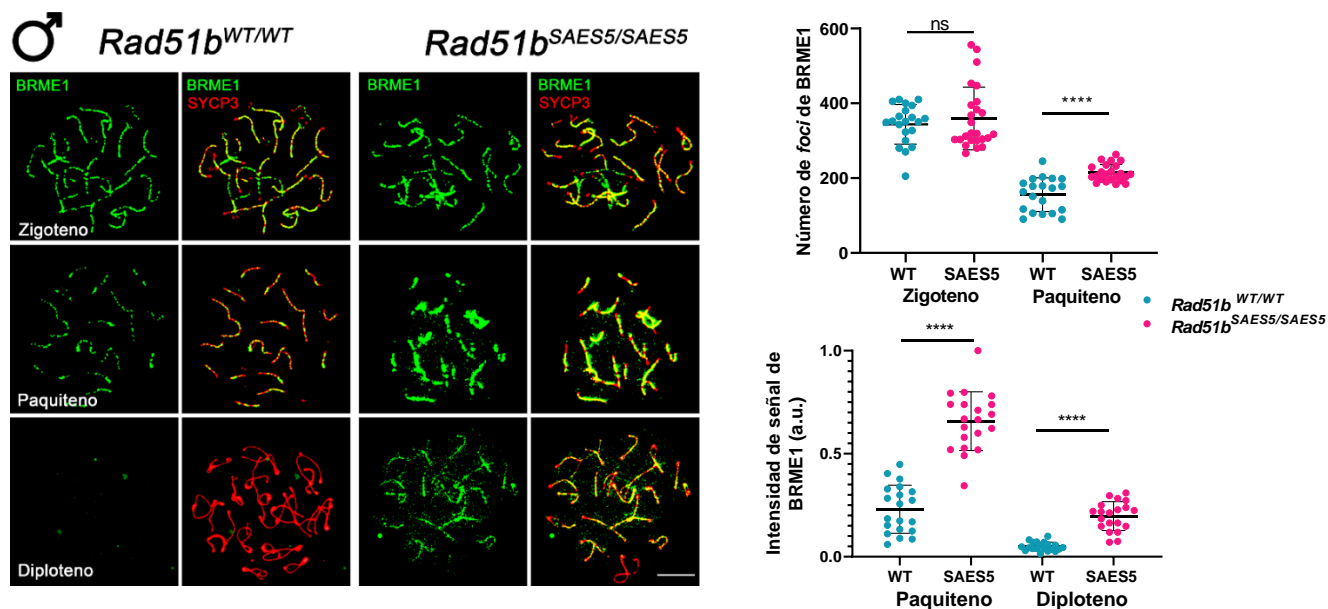 ♂ Rad51b WT/WT Rad51b SAES5/SAES5
BRME1 BRME1 BRME1 BRME1
SYCP3 SYCP3
Zigoteno
Paquiteno
Diploteno
Número de foci de BRME1
600
400
200
0
ns
****
WT SAES5 WT SAES5
Zigoteno Paquiteno
Rad51b WT/WT
Rad51b SAES5/SAES5
Intensidad de señal de
BRME1 (a.u.)
1.0
0.5
0.0
****
****
WT SAES5 WT SAES5
Paquiteno Diploteno